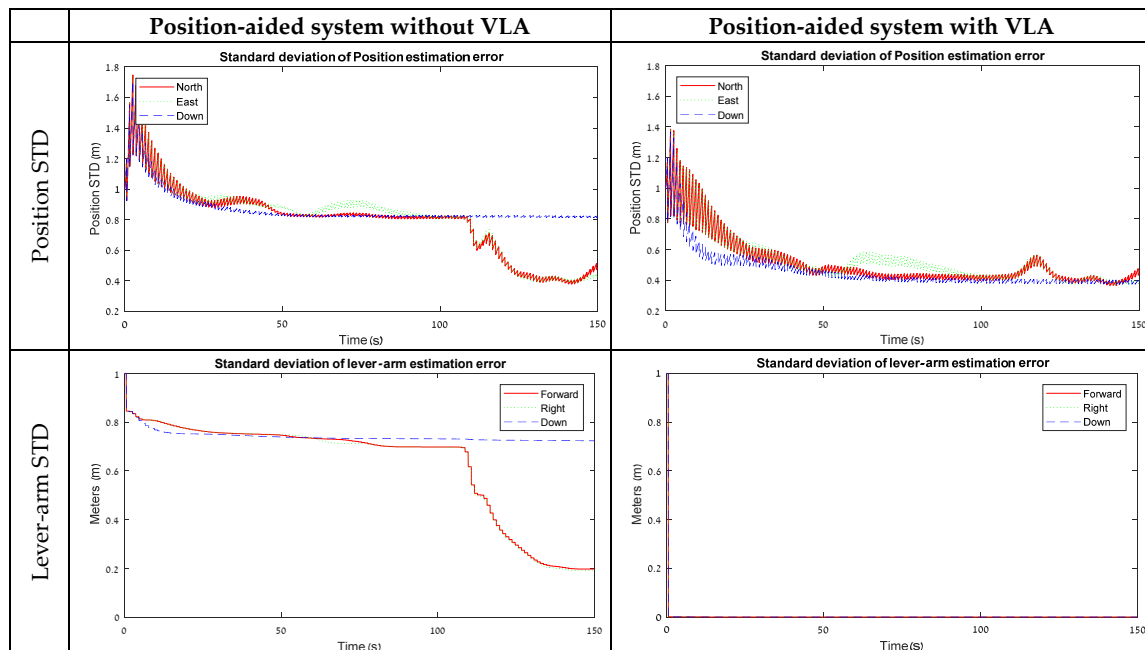 Position-aided system without VLA
Position-aided system with VLA
Position STD
Standard deviation of Position estimation error
North
East
Down
Position STD (m)
1.8
1.6
1.4
1.2
1
0.8
0.6
0.4
0.2
0
50
100
150
Time (s)
Standard deviation of Position estimation error
North
East
Down
Position STD (m)
1.8
1.6
1.4
1.2
1
0.8
0.6
0.4
0.2
0
50
100
150
Time (s)
Lever-arm STD
Standard deviation of lever-arm estimation error
Forward
Right
Down
Meters (m)
1
0.8
0.6
0.4
0.2
0
0
50
100
150
Time (s)
Standard deviation of lever-arm estimation error
Forward
Right
Down
Meters (m)
1
0.8
0.6
0.4
0.2
0
0
50
100
150
Time (s)